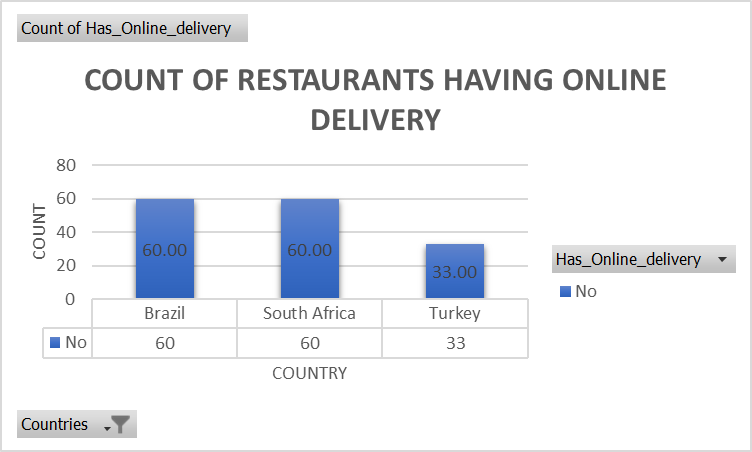 Count of Has_Online_delivery
COUNT OF RESTAURANTS HAVING ONLINE
DELIVERY
80
60
40
20
0
COUNT
60.00
60.00
33.00
Brazil
South Africa
Turkey
No
60
60
33
COUNTRY
Has_Online_delivery
No
Countries